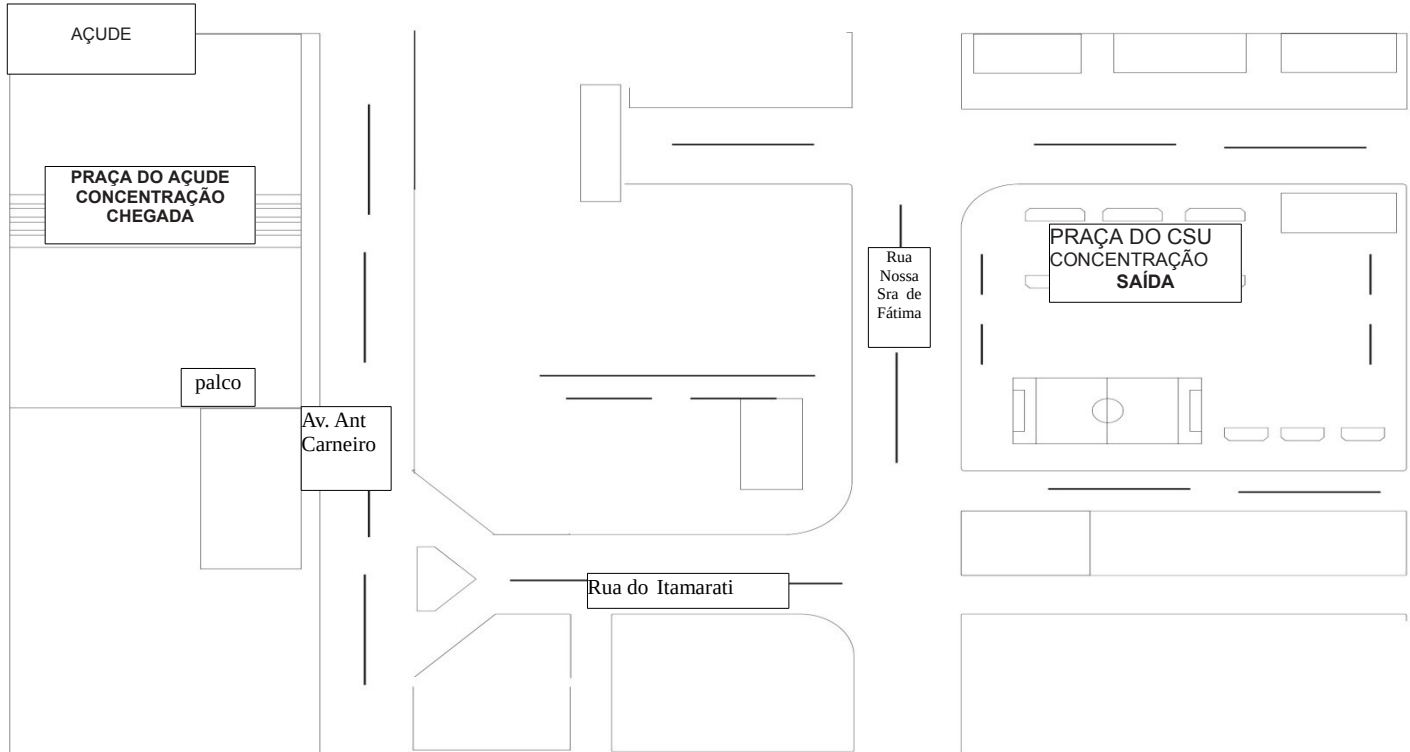 AÇUDE
PRAÇA DO AÇUDE
CONCENTRAÇÃO
CHEGADA
PRAÇA DO CSU
CONCENTRAÇÃO
SAÍDA
Rua
Nossa
Sra de
Fátima
palco
Av. Ant
Carneiro
Rua do Itamarati